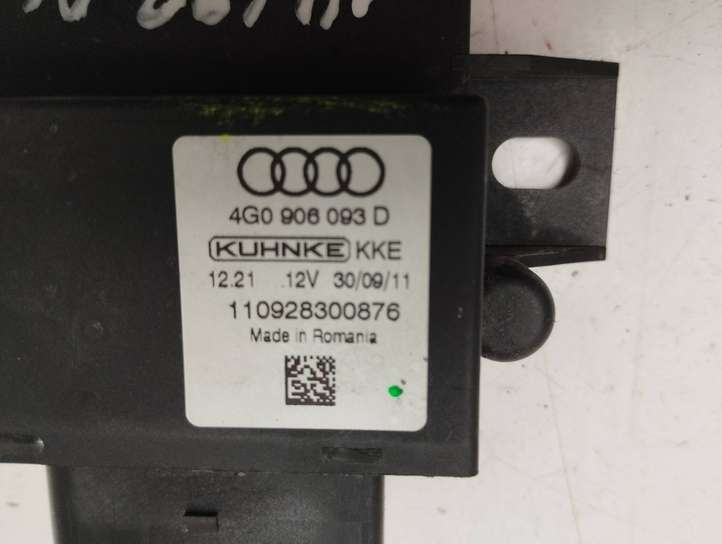 4G0 906 093 D
KUHNKE KKE
12.21 .12V 30/09/11
110928300876
Made in Romania